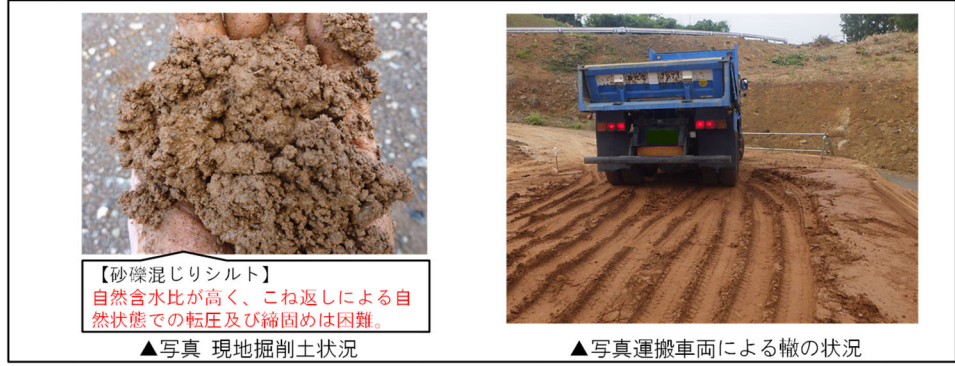 【砂礫混じりシルト】
自然含水比が高く、こね返しによる自
然状態での転圧及び締固めは困難。
▲写真 現地掘削土状況
▲写真運搬車両による轍の状況